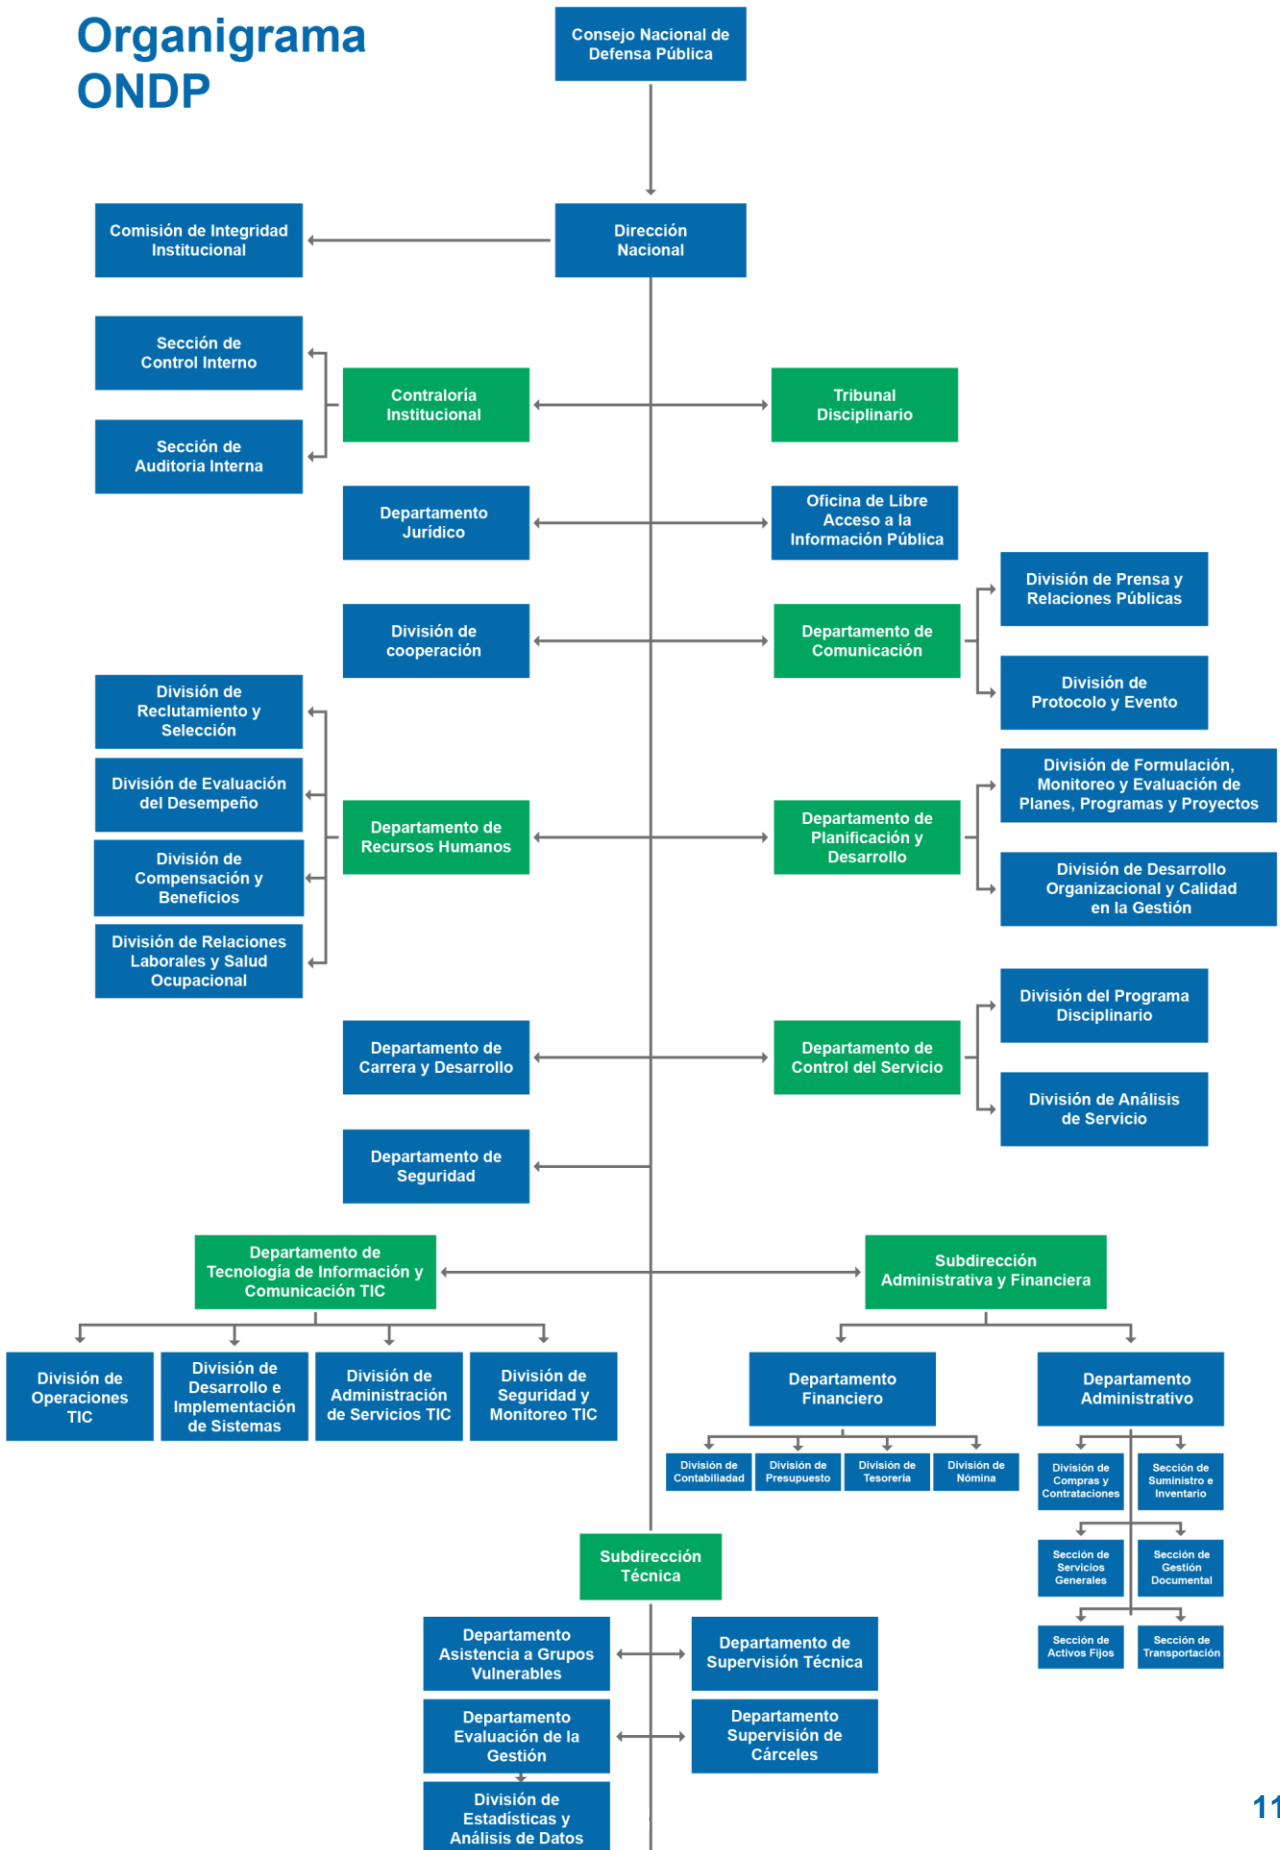 Organigrama
ONDP
Consejo Nacional de
Defensa Pública
Comisión de Integridad
Institucional
Dirección
Nacional
Sección de
Control Interno
Contraloría
Institucional
Tribunal
Disciplinario
Sección de
Auditoria Interna
Departamento
Jurídico
Oficina de Libre
Acceso a la
Información Pública
División de Prensa y
Relaciones Públicas
División de
cooperación
Departamento de
Comunicación
División de
Protocolo y Evento
División de
Reclutamiento y
Selección
División de Evaluación
del Desempeño
Departamento de
Recursos Humanos
División de
Compensación y
Beneficios
División de Relaciones
Laborales y Salud
Ocupacional
Departamento de
Planificación y
Desarrollo
División de Formulación,
Monitoreo y Evaluación de
Planes, Programas y Proyectos
División de Desarrollo
Organizacional y Calidad
en la Gestión
Departamento de
Carrera y Desarrollo
Departamento de
Control del Servicio
División del Programa
Disciplinario
División de Análisis
de Servicio
Departamento de
Seguridad
Departamento de
Tecnología de Información y
Comunicación TIC
Subdirección
Administrativa y Financiera
División de
Operaciones
TIC
División de
Desarrollo e
Implementación
de Sistemas
División de
Administración
de Servicios TIC
División de
Seguridad y
Monitoreo TIC
Departamento
Financiero
Departamento
Administrativo
División de
Contabiliadad
División de
Presupuesto
División de
Tesorería
División de
Nómina
División de
Compras y
Contrataciones
Sección de
Suministro e
Inventario
Sección de
Servicios
Generales
Sección de
Gestión
Documental
Sección de
Activos Fijos
Sección de
Transportación
Subdirección
Técnica
Departamento
Asistencia a Grupos
Vulnerables
Departamento de
Supervisión Técnica
Departamento
Evaluación de la
Gestión
Departamento
Supervisión de
Cárceles
División de
Estadísticas y
Análisis de Datos
11